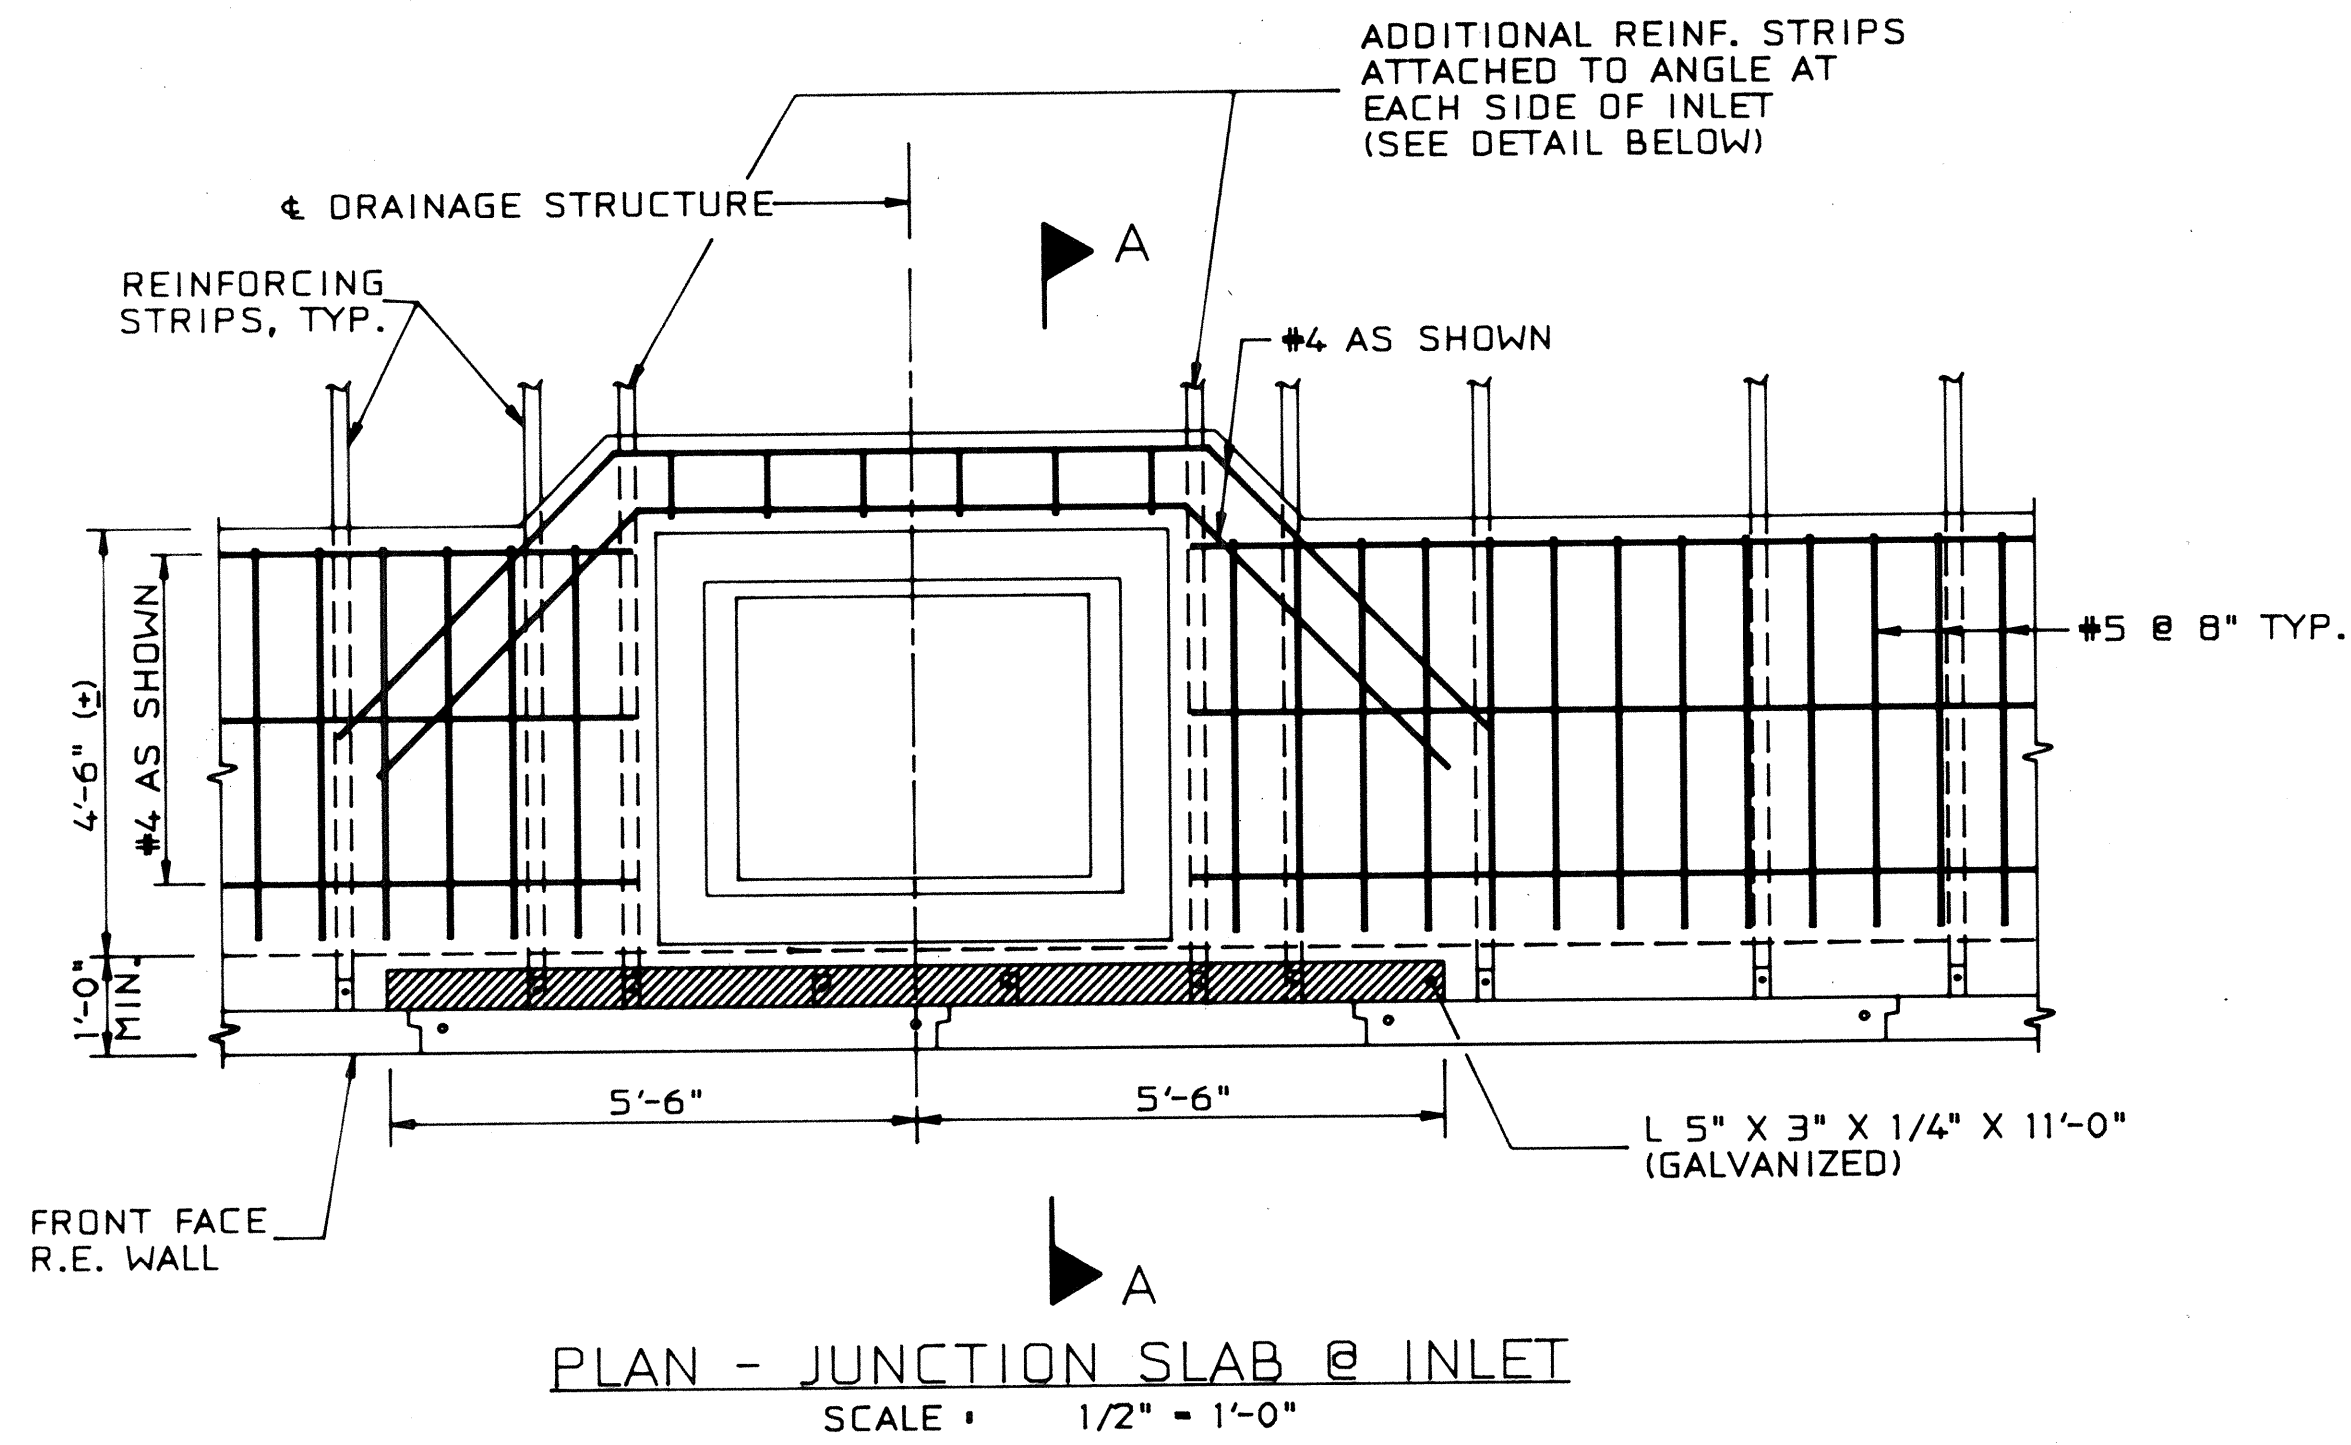 ADDITIONAL REINF. STRIPS
ATTACHED TO ANGLE AT
EACH SIDE OF INLET
(SEE DETAIL BELOW)
℄ DRAINAGE STRUCTURE
A
REINFORCING
STRIPS, TYP.
#4 AS SHOWN
#5 @ 8" TYP.
4'-6" (±)
#4 AS SHOWN
1'-0"
MIN.
5'-6"
5'-6"
L 5" X 3" X 1/4" X 11'-0"
(GALVANIZED)
FRONT FACE
R.E. WALL
A
PLAN - JUNCTION SLAB @ INLET
SCALE : 1/2" = 1'-0"